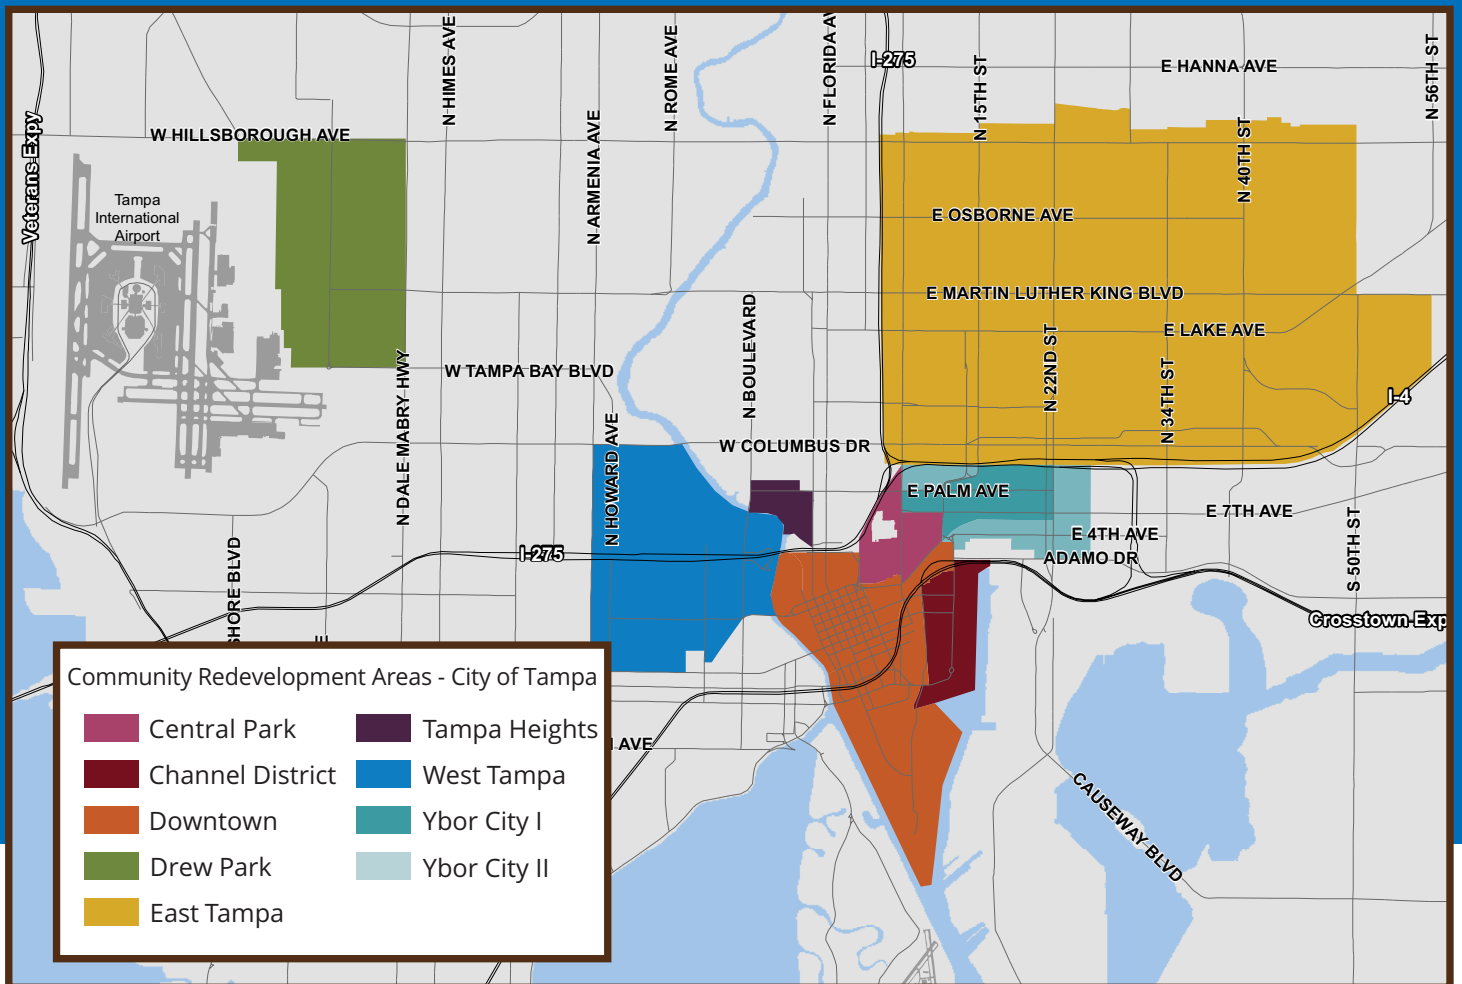 I-275
E HANNA AVE
N HIMES AVE
N ROME AVE
N FLORIDA AV
N 15TH ST
N 56TH ST
Veterans Expy
W HILLSBOROUGH AVE
N ARMENIA AVE
N 40TH ST
Tampa
International
Airport
E OSBORNE AVE
E MARTIN LUTHER KING BLVD
E LAKE AVE
N BOULEVARD
N 22ND ST
N 34TH ST
W TAMPA BAY BLVD
N DALE MABRY HWY
I-4
W COLUMBUS DR
N HOWARD AVE
E PALM AVE
E 7TH AVE
E 4TH AVE
ADAMO DR
I-275
SHORE BLVD
S 50TH ST
Crosstown Exp
E
AVE
CAUSEWAY BLVD
Community Redevelopment Areas - City of Tampa
Central Park
Channel District
Downtown
Drew Park
East Tampa
Tampa Heights
West Tampa
Ybor City I
Ybor City II